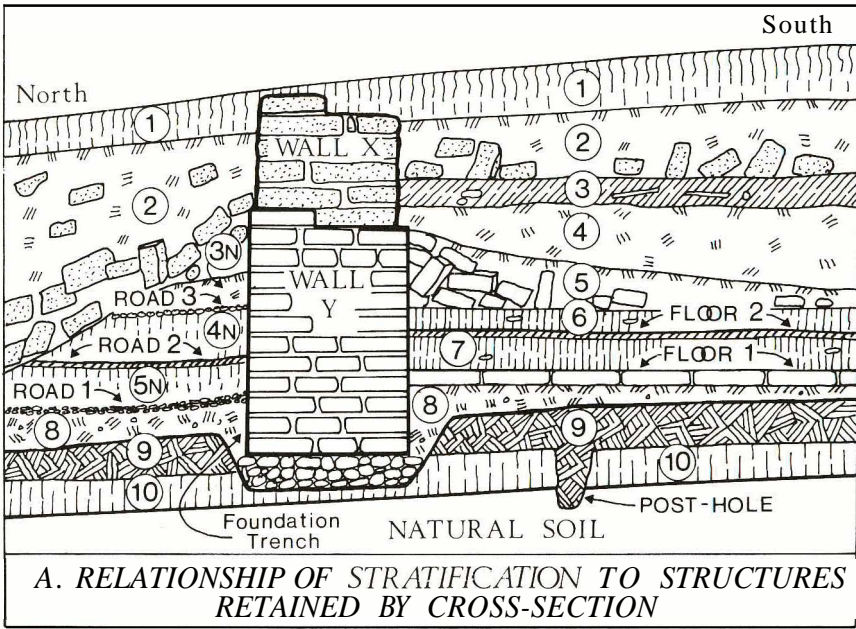 South
North
1
1
2
WALL X
2
3
4
3N
ROAD 3
WALL
Y
5
4N
6
FLOOR 2
ROAD 2
7
FLOOR 1
ROAD 1
5N
8
8
9
9
10
10
POST-HOLE
Foundation
Trench
NATURAL SOIL
A. RELATIONSHIP OF STRATIFICATION TO STRUCTURES
RETAINED BY CROSS-SECTION